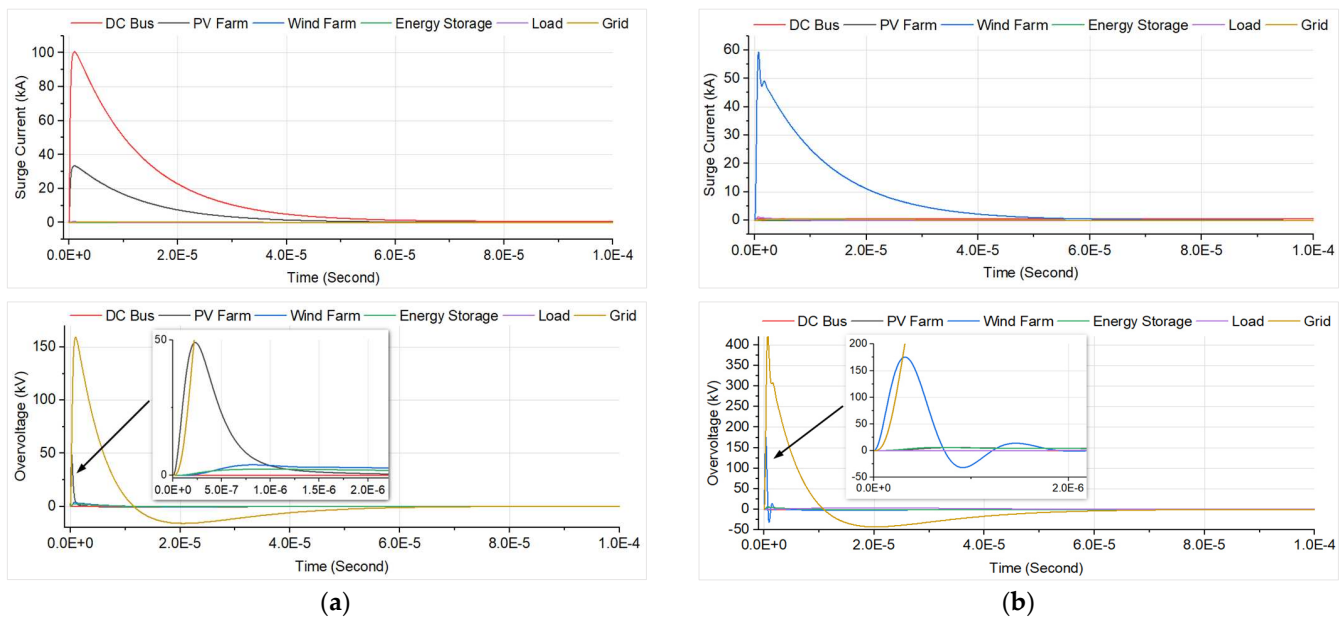 DC Bus PV Farm Wind Farm Energy Storage Load Grid
Surge Current (kA)
100
80
60
40
20
0
0.0E+0 2.0E-5 4.0E-5 6.0E-5 8.0E-5 1.0E-4
Time (Second)
DC Bus PV Farm Wind Farm Energy Storage Load Grid
Overvoltage (kV)
150
100
50
0
50
0
0.0E+0 5.0E-7 1.0E-6 1.5E-6 2.0E-6
0.0E+0 2.0E-5 4.0E-5 6.0E-5 8.0E-5 1.0E-4
Time (Second)
(a)
DC Bus PV Farm Wind Farm Energy Storage Load Grid
Surge Current (kA)
60
50
40
30
20
10
0
0.0E+0 2.0E-5 4.0E-5 6.0E-5 8.0E-5 1.0E-4
Time (Second)
DC Bus PV Farm Wind Farm Energy Storage Load Grid
Overvoltage (kV)
400
350
300
250
200
150
100
50
0
-50
200
150
100
50
0
-50
0.0E+0 2.0E-6
0.0E+0 2.0E-5 4.0E-5 6.0E-5 8.0E-5 1.0E-4
Time (Second)
(b)